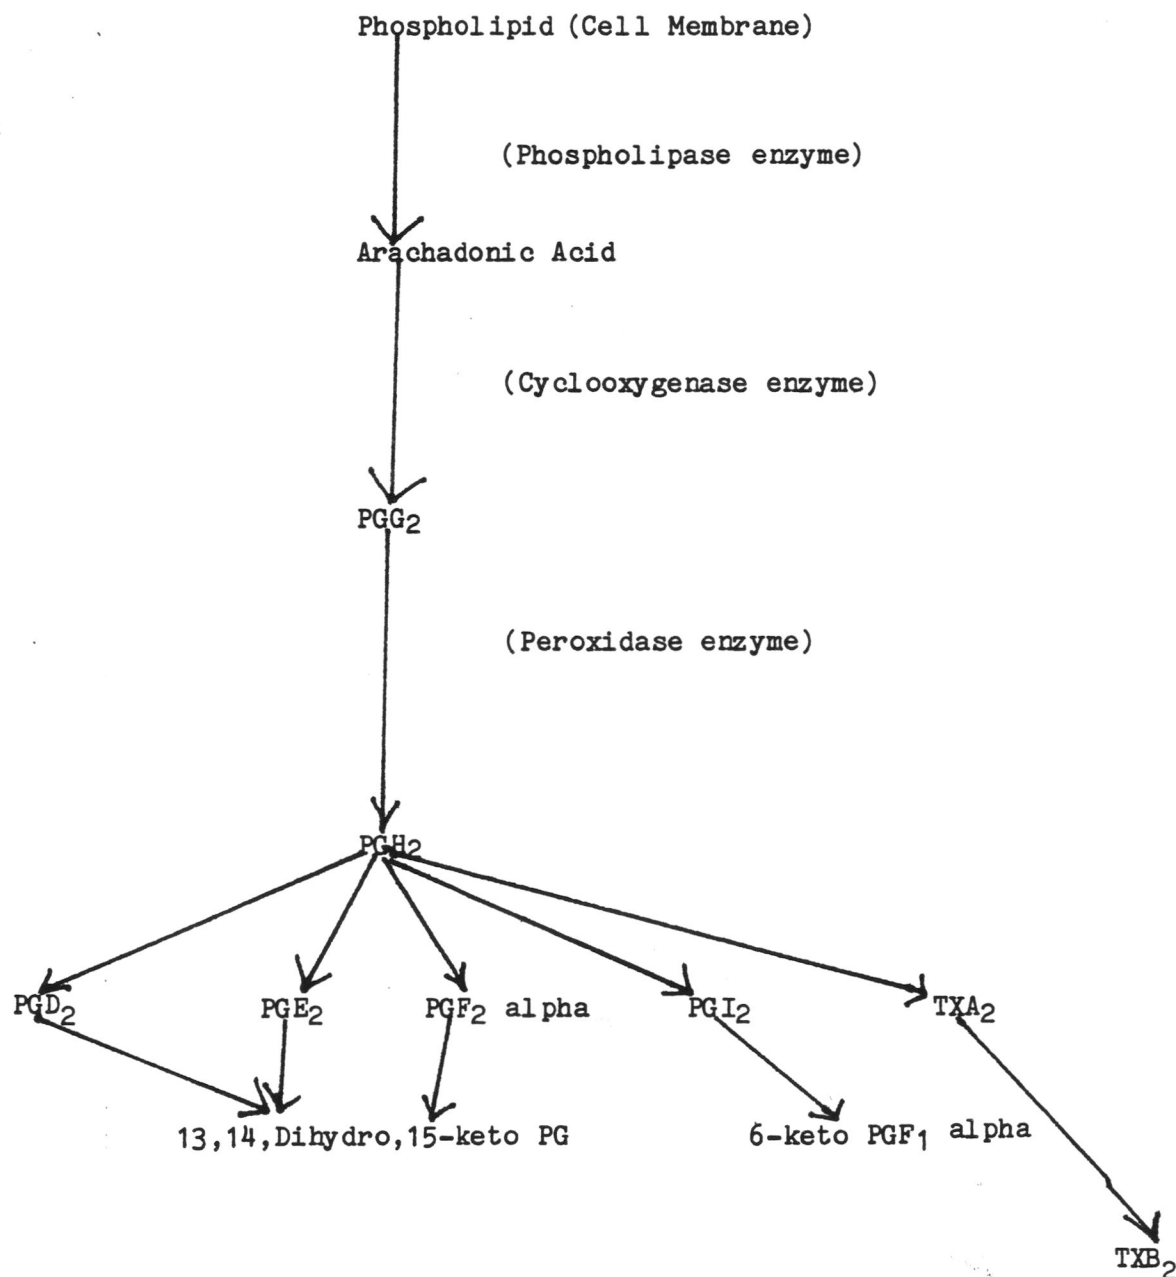 Phospholipid (Cell Membrane)
(Phospholipase enzyme)
Arachadonic Acid
(Cyclooxygenase enzyme)
PGG₂
(Peroxidase enzyme)
PGH₂
PGD₂ PGE₂ PGF₂ alpha PGI₂ TXA₂
13,14,Dihydro,15-keto PG 6-keto PGF₁ alpha
TXB₂